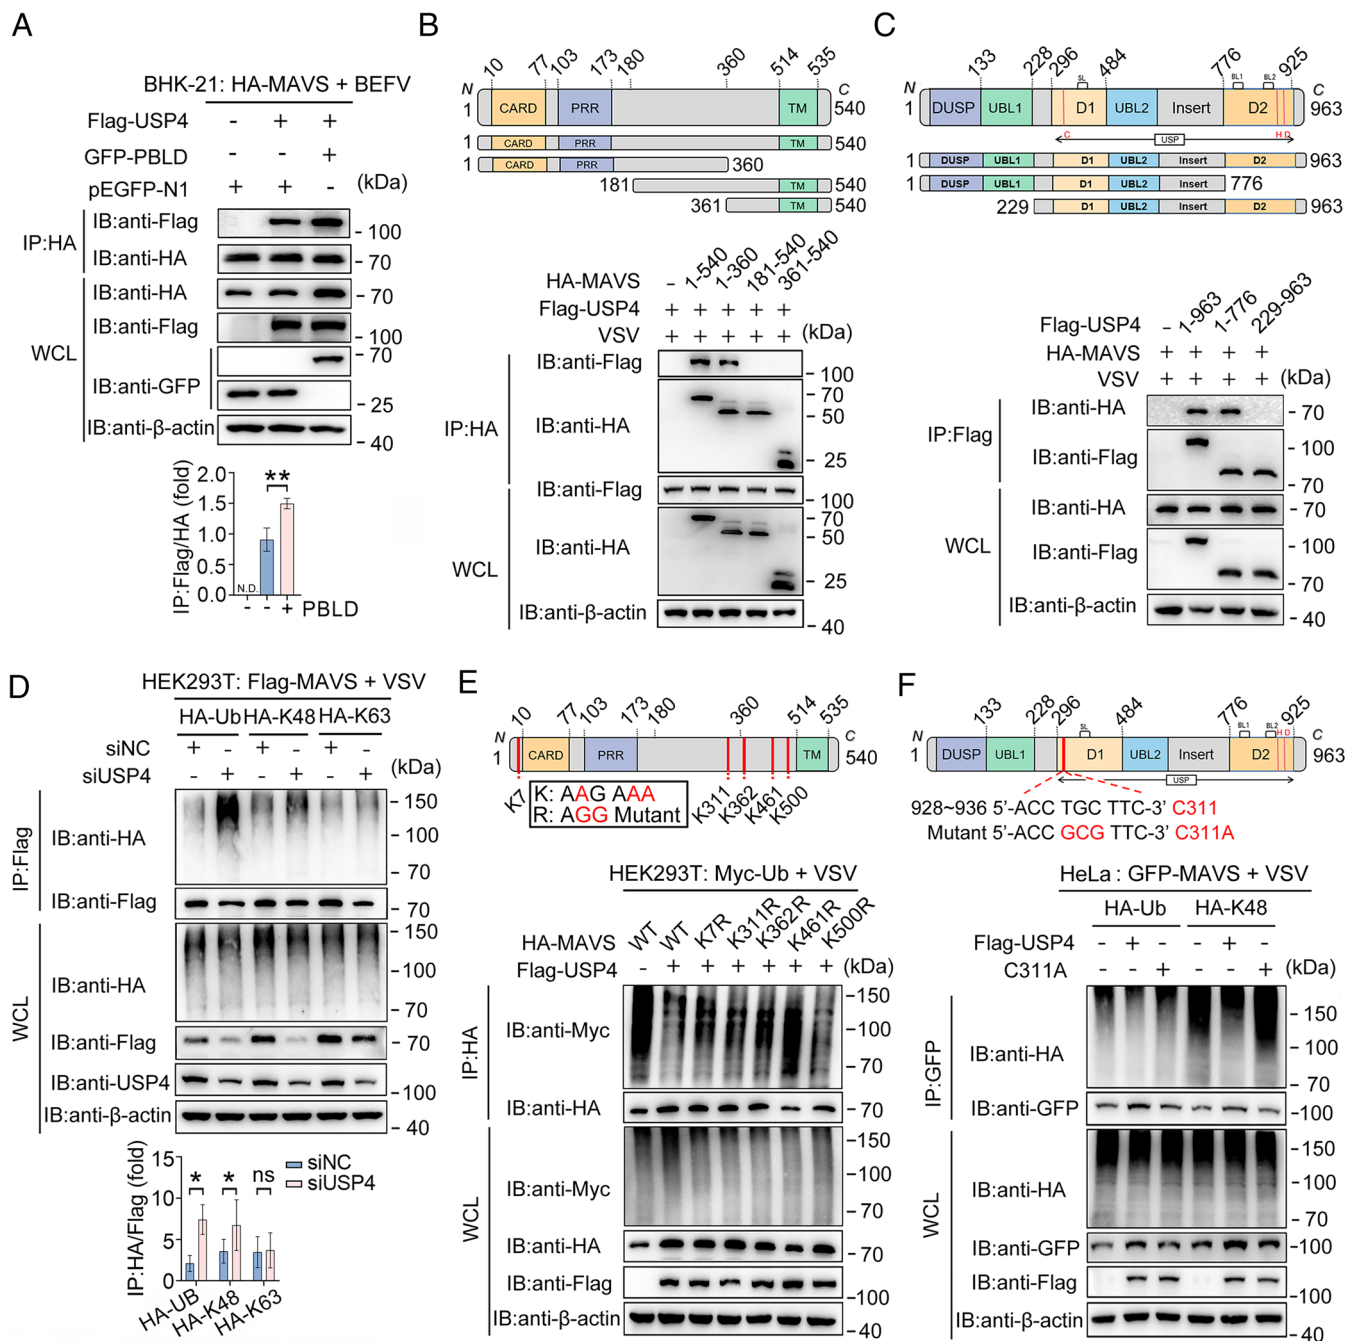 A
BHK-21: HA-MAVS + BEFV
Flag-USP4 - + +
GFP-PBLD - - +
pEGFP-N1 + + - (kDa)
IP:HA
IB:anti-Flag - 100
IB:anti-HA - 70
WCL
IB:anti-HA - 70
IB:anti-Flag - 100
IB:anti-GFP - 70
- 25
IB:anti-β-actin - 40
IP:Flag/HA (fold)
2.0
1.5
1.0
0.5
0.0
N.D.
**
- - + PBLD
B
10 77 103 173 180 360 514 535
N C
1 CARD PRR TM 540
1 CARD PRR TM 540
1 CARD PRR 360
181 TM 540
361 TM 540
HA-MAVS - 1-540 1-360 181-540 361-540
Flag-USP4 + + + + +
VSV + + + + + (kDa)
IP:HA
IB:anti-Flag - 100
IB:anti-HA - 70
- 50
- 25
WCL
IB:anti-Flag - 100
IB:anti-HA - 70
- 50
- 25
IB:anti-β-actin - 40
C
133 228 296 484 776 925
SL BL1 BL2
N C
1 DUSP UBL1 D1 UBL2 Insert D2 963
C USP H D
1 DUSP UBL1 D1 UBL2 Insert D2 963
1 DUSP UBL1 D1 UBL2 Insert 776
229 D1 UBL2 Insert D2 963
Flag-USP4 - 1-963 1-776 229-963
HA-MAVS + + + +
VSV + + + + (kDa)
IP:Flag
IB:anti-HA - 70
IB:anti-Flag - 100
- 70
WCL
IB:anti-HA - 70
IB:anti-Flag - 100
- 70
IB:anti-β-actin - 40
D
HEK293T: Flag-MAVS + VSV
HA-Ub HA-K48 HA-K63
siNC + - + - + -
siUSP4 - + - + - + (kDa)
IP:Flag
IB:anti-HA - 150
- 100
- 70
IB:anti-Flag - 70
WCL
IB:anti-HA - 150
- 100
- 70
IB:anti-Flag - 70
IB:anti-USP4 - 100
IB:anti-β-actin - 40
IP:HA/Flag (fold)
15
10
5
0
* * ns
siNC
siUSP4
HA-UB HA-K48 HA-K63
E
10 77 103 173 180 360 514 535
N C
1 CARD PRR TM 540
K7 K311 K362 K461 K500
K: AAG AAA
R: AGG Mutant
HEK293T: Myc-Ub + VSV
HA-MAVS WT WT K7R K311R K362R K461R K500R
Flag-USP4 - + + + + + + (kDa)
IP:HA
IB:anti-Myc - 150
- 100
- 70
IB:anti-HA - 70
WCL
IB:anti-Myc - 150
- 100
- 70
IB:anti-HA - 70
IB:anti-Flag - 100
IB:anti-β-actin - 40
F
133 228 296 484 776 925
SL BL1 BL2 H D
N C
1 DUSP UBL1 D1 UBL2 Insert D2 963
USP
928~936 5'-ACC TGC TTC-3' C311
Mutant 5'-ACC GCG TTC-3' C311A
HeLa : GFP-MAVS + VSV
HA-Ub HA-K48
Flag-USP4 - + - - + -
C311A - - + - - + (kDa)
IP:GFP
IB:anti-HA - 150
- 100
- 70
IB:anti-GFP - 100
WCL
IB:anti-HA - 150
- 100
- 70
IB:anti-GFP - 100
IB:anti-Flag - 100
IB:anti-β-actin - 40